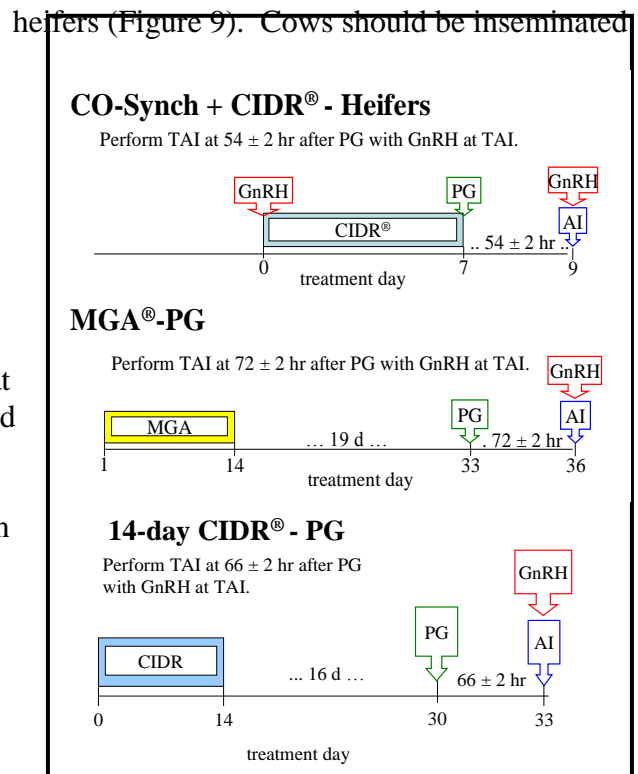 heifers (Figure 9).  Cows should be inseminated
CO-Synch + CIDR® - Heifers
Perform TAI at 54 ± 2 hr after PG with GnRH at TAI.
GnRH
PG
GnRH
CIDR®
AI
.. 54 ± 2 hr ..
0
7
9
treatment day
MGA®-PG
Perform TAI at 72 ± 2 hr after PG with GnRH at TAI.
GnRH
MGA
PG
AI
… 19 d …
. 72 ± 2 hr
1
14
33
36
treatment day
14-day CIDR® - PG
Perform TAI at 66 ± 2 hr after PG
with GnRH at TAI.
GnRH
PG
AI
CIDR
... 16 d …
66 ± 2 hr
0
14
30
33
treatment day